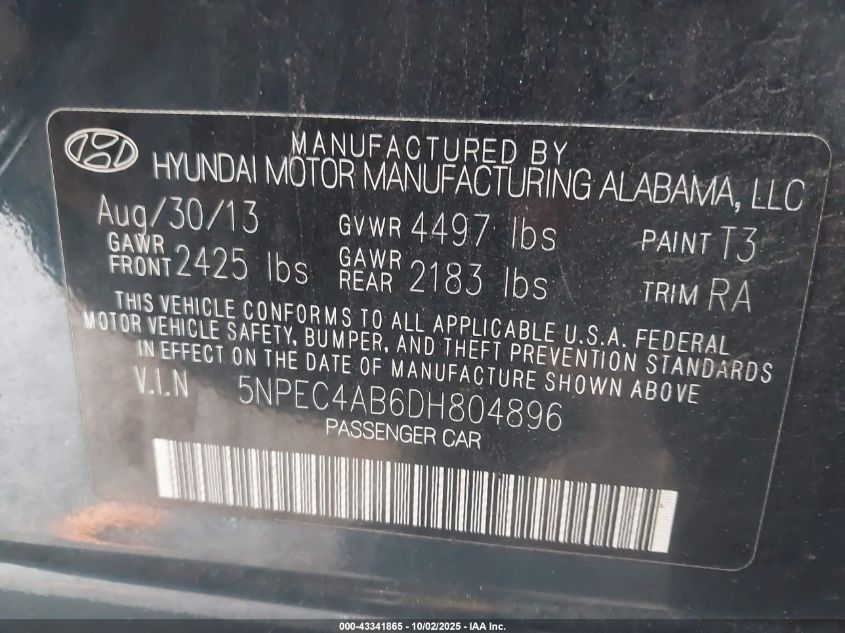 MANUFACTURED BY
HYUNDAI MOTOR MANUFACTURING ALABAMA, LLC
Aug/30/13 GVWR 4497 lbs PAINT T3
GAWR FRONT 2425 lbs GAWR REAR 2183 lbs TRIM RA
THIS VEHICLE CONFORMS TO ALL APPLICABLE U.S.A. FEDERAL
MOTOR VEHICLE SAFETY, BUMPER, AND THEFT PREVENTION STANDARDS
IN EFFECT ON THE DATE OF MANUFACTURE SHOWN ABOVE
V.I.N 5NPEC4AB6DH804896
PASSENGER CAR
000-43341865 - 10/02/2025 - IAA Inc.